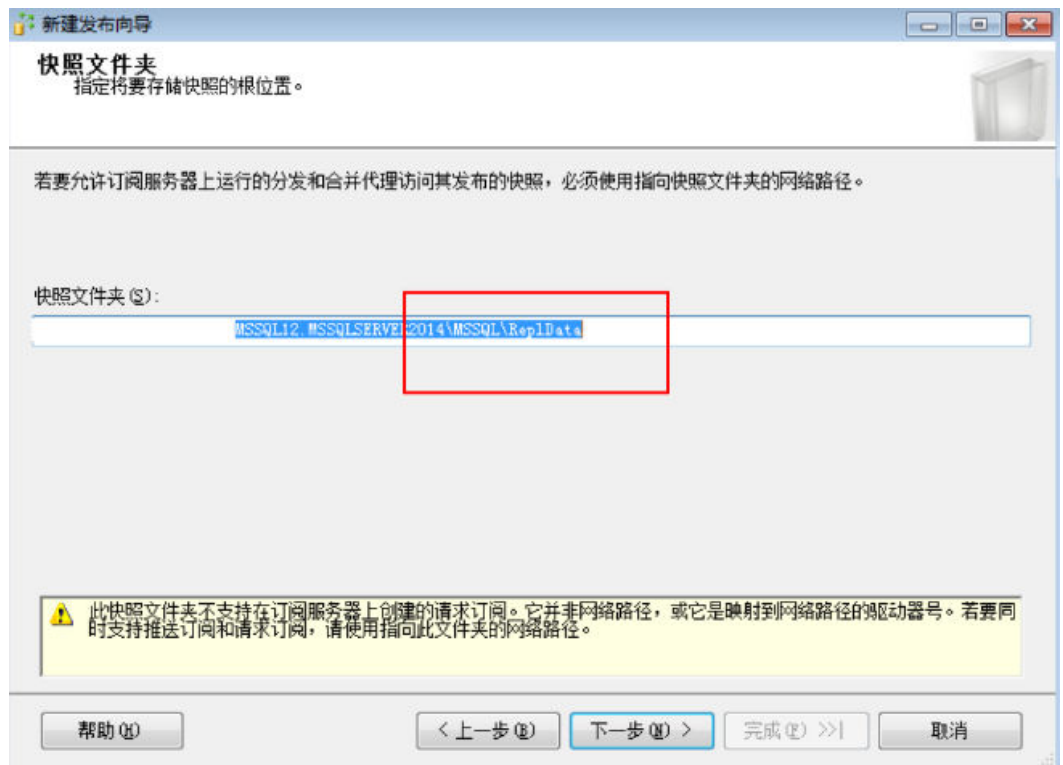 新建发布向导
快照文件夹
指定将要存储快照的根位置。
若要允许订阅服务器上运行的分发和合并代理访问其发布的快照，必须使用指向快照文件夹的网络路径。
快照文件夹(S):
MSSQL12.MSSQLSERVER2014\MSSQL\ReplData
此快照文件夹不支持在订阅服务器上创建的请求订阅。它并非网络路径，或它是映射到网络路径的驱动器号。若要同
时支持推送订阅和请求订阅，请使用指向此文件夹的网络路径。
帮助(H) <上一步(B) 下一步(N)> 完成(F)>>| 取消